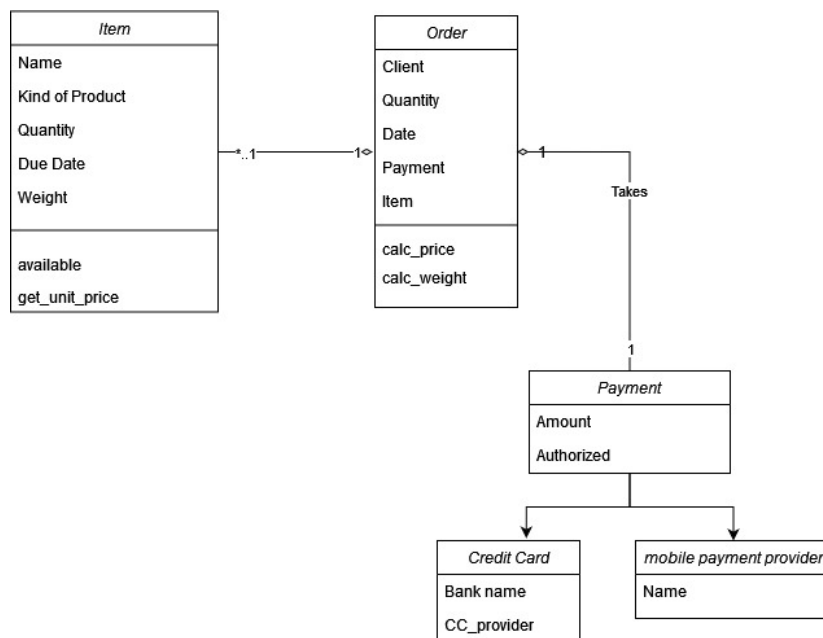 Item
Name
Kind of Product
Quantity
Due Date
Weight
available
get_unit_price
*..1
1
Order
Client
Quantity
Date
Payment
Item
calc_price
calc_weight
1
Takes
1
Payment
Amount
Authorized
Credit Card
Bank name
CC_provider
mobile payment provider
Name